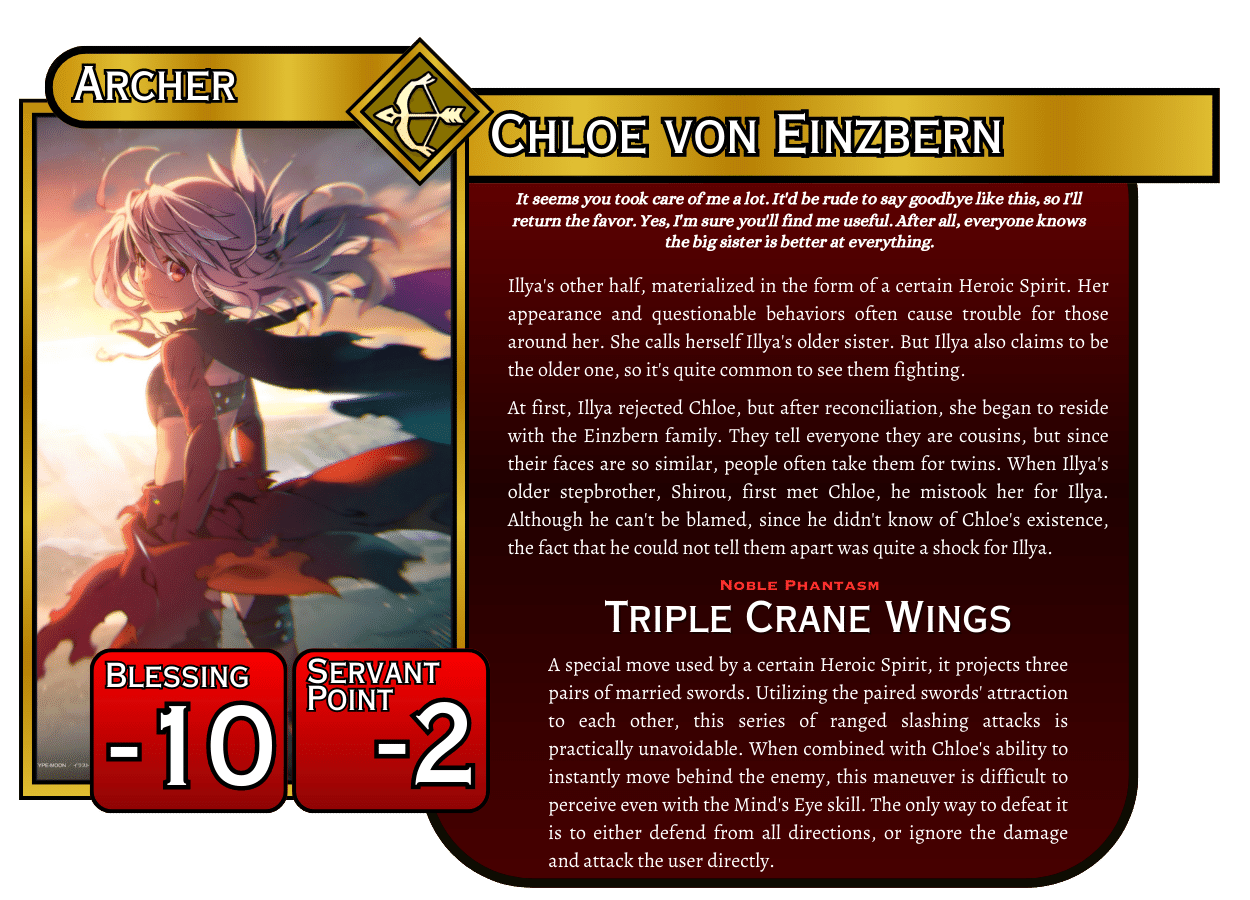 Archer
Chloe von Einzbern
It seems you took care of me a lot. It'd be rude to say goodbye like this, so I'll
return the favor. Yes, I'm sure you'll find me useful. After all, everyone knows
the big sister is better at everything.
Illya's other half, materialized in the form of a certain Heroic Spirit. Her
appearance and questionable behaviors often cause trouble for those
around her. She calls herself Illya's older sister. But Illya also claims to be
the older one, so it's quite common to see them fighting.
At first, Illya rejected Chloe, but after reconciliation, she began to reside
with the Einzbern family. They tell everyone they are cousins, but since
their faces are so similar, people often take them for twins. When Illya's
older stepbrother, Shirou, first met Chloe, he mistook her for Illya.
Although he can't be blamed, since he didn't know of Chloe's existence,
the fact that he could not tell them apart was quite a shock for Illya.
Noble Phantasm
Triple Crane Wings
A special move used by a certain Heroic Spirit, it projects three
pairs of married swords. Utilizing the paired swords' attraction
to each other, this series of ranged slashing attacks is
practically unavoidable. When combined with Chloe's ability to
instantly move behind the enemy, this maneuver is difficult to
perceive even with the Mind's Eye skill. The only way to defeat it
is to either defend from all directions, or ignore the damage
and attack the user directly.
Blessing
-10
Servant
Point
-2
YPE-MOON イラスト